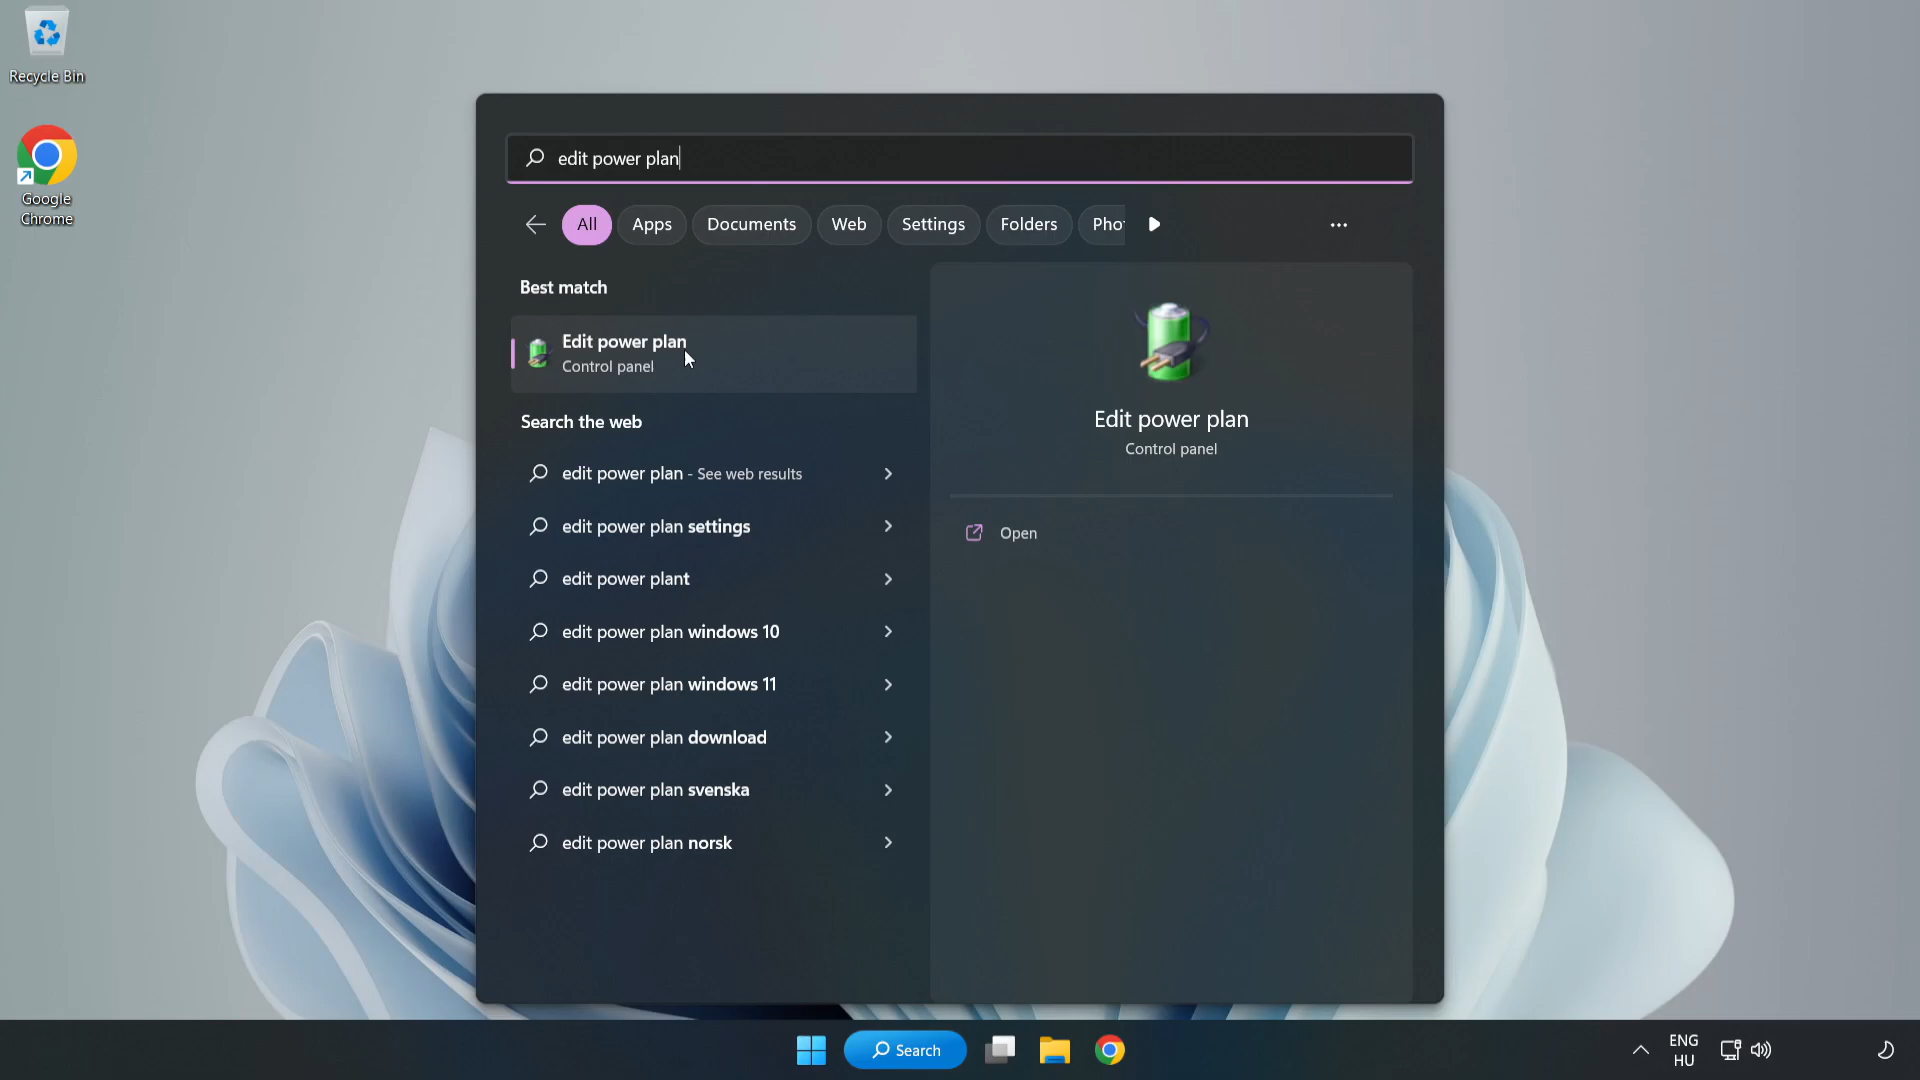 Recycle Bin
Google
Chrome
edit power plan
All
Apps
Documents
Web
Settings
Folders
Pho
Best match
Edit power plan
Control panel
Search the web
edit power plan - See web results
edit power plan settings
edit power plant
edit power plan windows 10
edit power plan windows 11
edit power plan download
edit power plan svenska
edit power plan norsk
Edit power plan
Control panel
Open
Search
ENG
HU